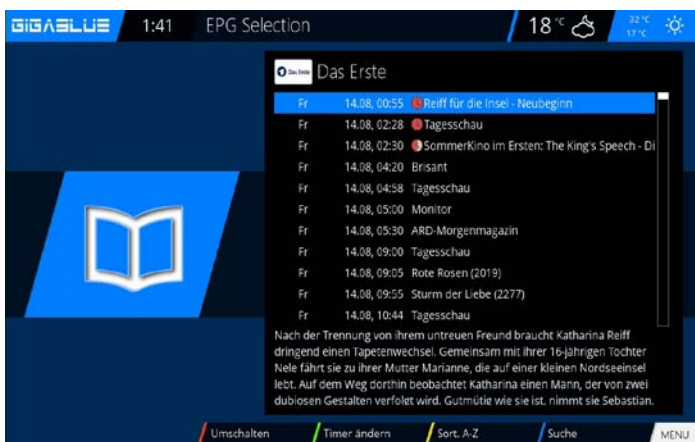 GIGABLUE 1:41 EPG Selection 18 °C 32 °C
17 °C
Das Erste Das Erste
Fr 14.08, 00:55 Reiff für die Insel - Neubeginn
Fr 14.08, 02:28 Tagesschau
Fr 14.08, 02:30 SommerKino im Ersten: The King's Speech - Di
Fr 14.08, 04:20 Brisant
Fr 14.08, 04:58 Tagesschau
Fr 14.08, 05:00 Monitor
Fr 14.08, 05:30 ARD-Morgenmagazin
Fr 14.08, 09:00 Tagesschau
Fr 14.08, 09:05 Rote Rosen (2019)
Fr 14.08, 09:55 Sturm der Liebe (2277)
Fr 14.08, 10:44 Tagesschau
Nach der Trennung von ihrem untreuen Freund braucht Katharina Reiff
dringend einen Tapetenwechsel. Gemeinsam mit ihrer 16-jährigen Tochter
Nele fährt sie zu ihrer Mutter Marianne, die auf einer kleinen Nordseeinsel
lebt. Auf dem Weg dorthin beobachtet Katharina einen Mann, der von zwei
dubiosen Gestalten verfolgt wird. Gutmütig wie sie ist, nimmt sie Sebastian,
Umschalten Timer ändern Sort. A-Z Suche MENU